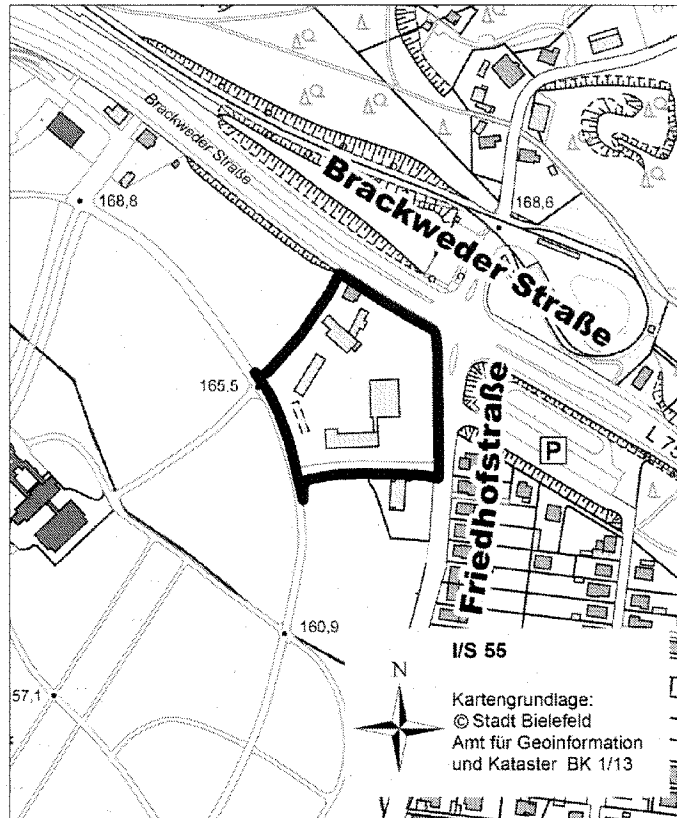 Brackweder Straße
Brackweder Straße
168,8
168,6
165,5
L 75
P
Friedhofstraße
160,9
I/S 55
57,1
N
Kartengrundlage:
© Stadt Bielefeld
Amt für Geoinformation
und Kataster BK 1/13